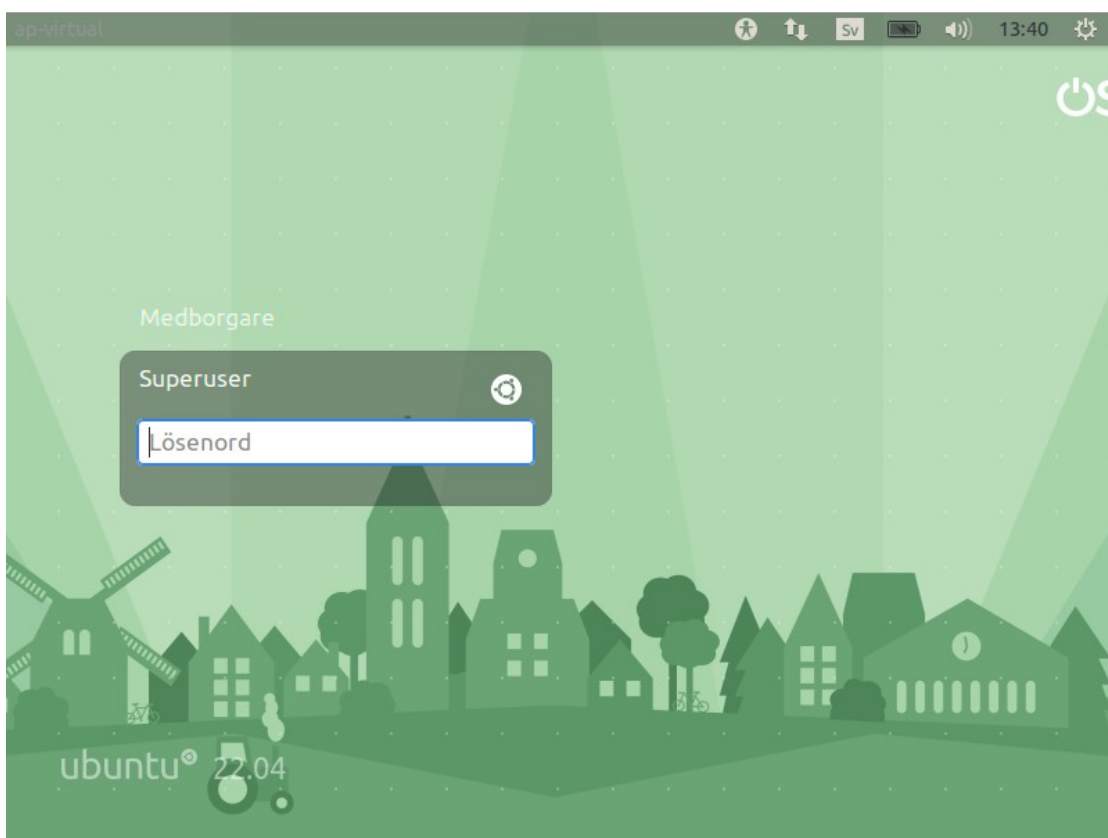 ap-virtual
Sv
13:40
Medborgare
Superuser
Lösenord
ubuntu 22.04